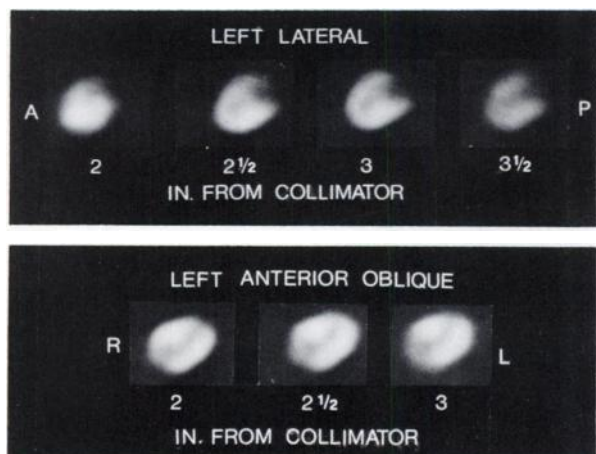 LEFT LATERAL
A P
2 2½ 3 3½
IN. FROM COLLIMATOR
LEFT ANTERIOR OBLIQUE
R L
2 2½ 3
IN. FROM COLLIMATOR